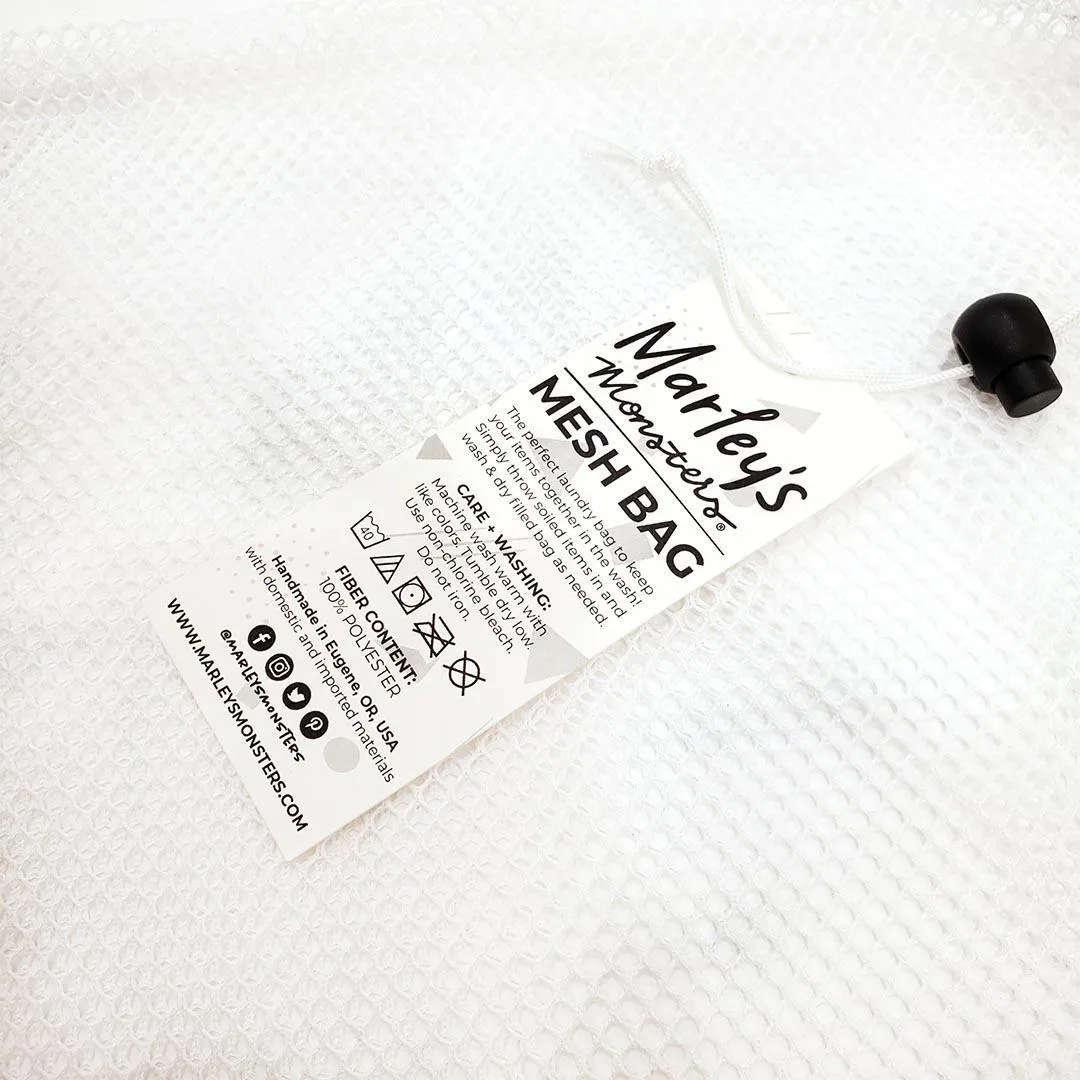 Marley's
Monsters®
MESH BAG
The perfect laundry bag to keep
your items together in the wash!
Simply throw soiled items in and
wash & dry filled bag as needed.
CARE + WASHING:
Machine wash warm with
like colors. Tumble dry low.
Use non-chlorine bleach.
Do not iron.
40
FIBER CONTENT:
100% POLYESTER
Handmade in Eugene, OR, USA
with domestic and imported materials
@MARLEYSMONSTERS
WWW.MARLEYSMONSTERS.COM